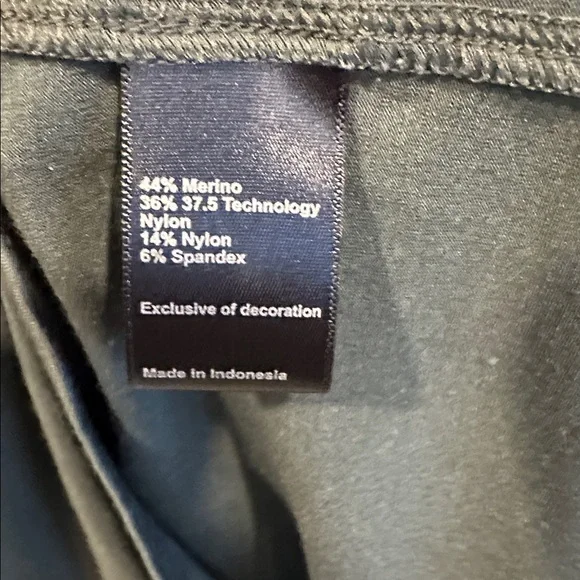 44% Merino
36% 37.5 Technology
Nylon
14% Nylon
6% Spandex
Exclusive of decoration
Made in Indonesia